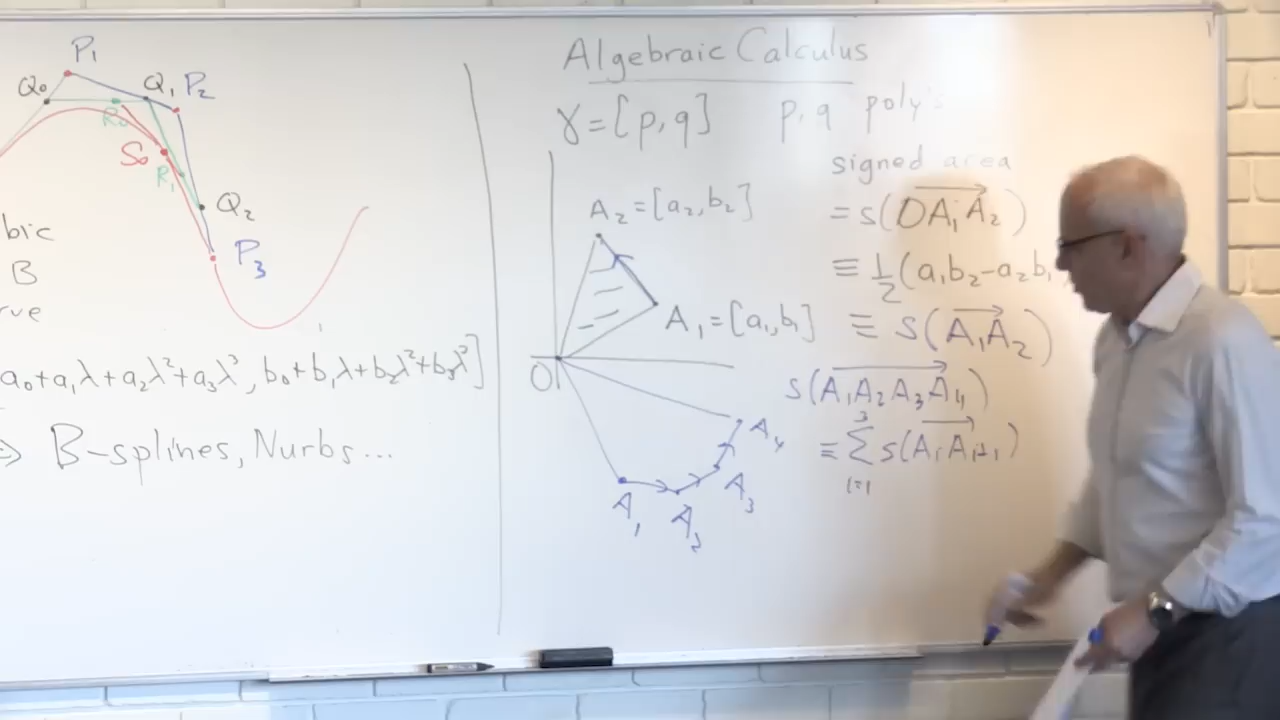 P₁
Q₀
Q₁ P₂
R₀
S₀
R₁
Q₂
P₃
bic
B
rve
a₀+a₁λ+a₂λ²+a₃λ³, b₀+b₁λ+b₂λ²+b₃λ³]
⇒ B-splines, Nurbs...
Algebraic Calculus
γ=[p,q] p,q poly's
signed area
A₂=[a₂,b₂]
=s(OA₁A₂)
≡ 1/2(a₁b₂-a₂b₁
A₁=[a₁,b₁]
≡ s(A₁A₂)
O
s(A₁A₂A₃A₄)
≡ ∑³ᵢ₌₁ s(AᵢAᵢ₊₁)
A₄
A₃
A₁
A₂